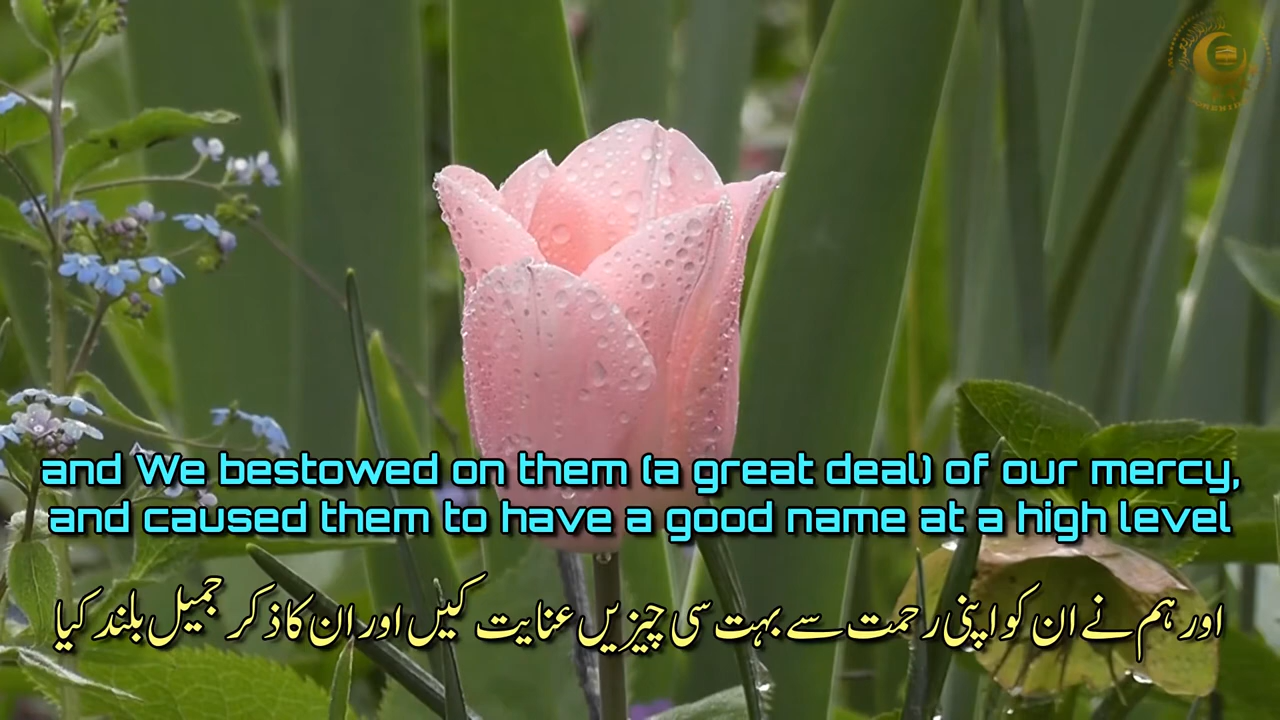 and We bestowed on them (a great deal) of our mercy,
and caused them to have a good name at a high level
اور ہم نے ان کو اپنی رحمت سے بہت سی چیزیں عنایت کیں اور ان کا ذکر جمیل بلند کیا